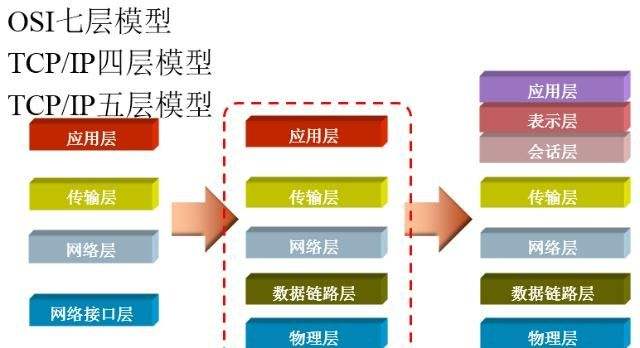 OSI七层模型
TCP/IP四层模型
TCP/IP五层模型
应用层
传输层
网络层
网络接口层
应用层
传输层
网络层
数据链路层
物理层
应用层
表示层
会话层
传输层
网络层
数据链路层
物理层